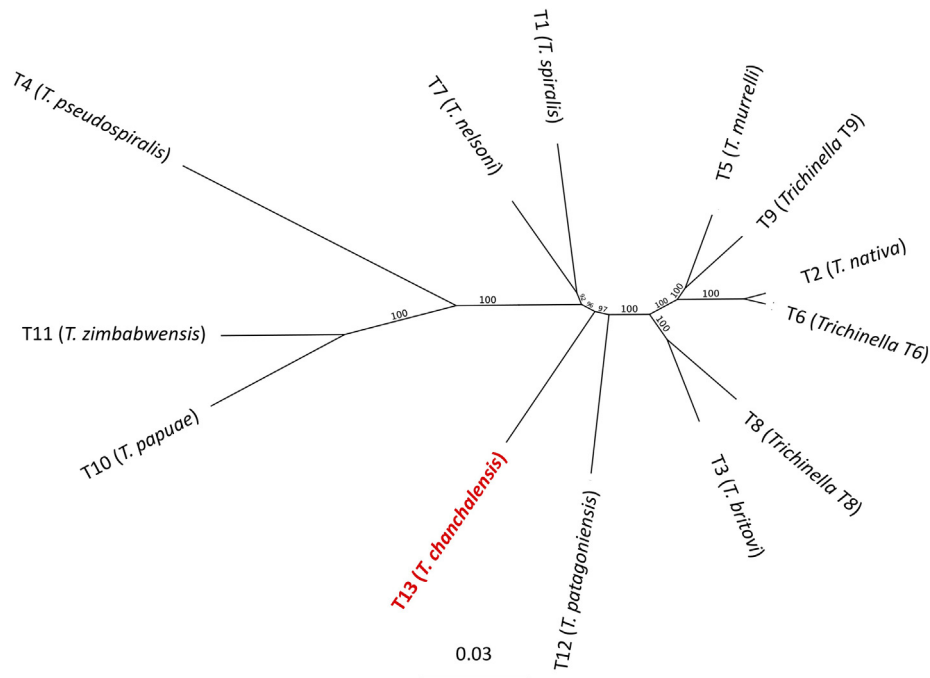 T1 (T. spiralis)
T4 (T. pseudospiralis)
T7 (T. nelsoni)
T5 (T. murrelli)
T9 (Trichinella T9)
T2 (T. nativa)
T6 (Trichinella T6)
T11 (T. zimbabwensis)
T10 (T. papuae)
T8 (Trichinella T8)
T3 (T. britovi)
T13 (T. chanchalensis)
T12 (T. patagoniensis)
100
100
92
96
97
100
100
100
100
100
0.03